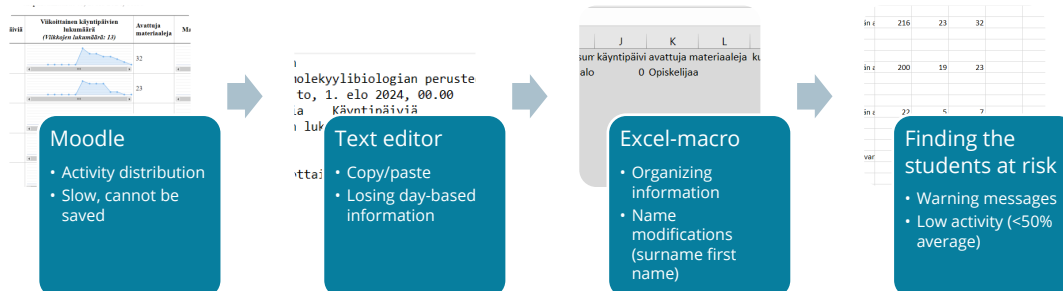 Viikoittainen käyntipäivien
lukumäärä
(Viikkojen lukumäärä: 13)
Avattuja
materiaaleja
32
23
Moodle
• Activity distribution
• Slow, cannot be
saved
molekyylibiologian peruste
to, 1. elo 2024, 00.00
Käyntipäiviä
Text editor
• Copy/paste
• Losing day-based
information
J K L
käyntipäivi avattuja materiaaleja
0 Opiskelijaa
Excel-macro
• Organizing
information
• Name
modifications
(surname first
name)
216 23 32
200 19 23
22 5 7
Finding the
students at risk
• Warning messages
• Low activity (<50%
average)